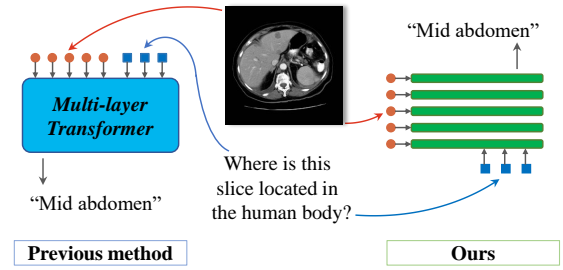 “Mid abdomen”
Multi-layer
Transformer
Where is this
slice located in
the human body?
“Mid abdomen”
Previous method
Ours